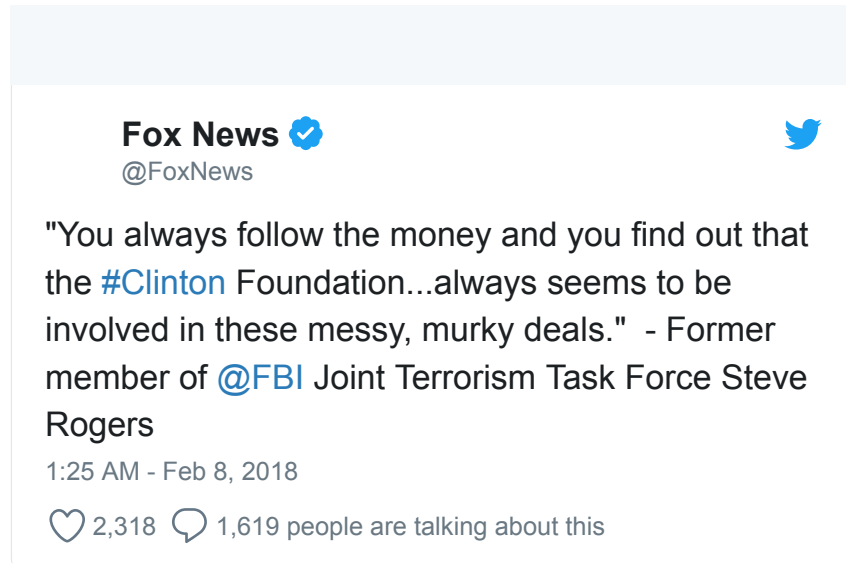 Fox News
@FoxNews
"You always follow the money and you find out that
the #Clinton Foundation...always seems to be
involved in these messy, murky deals."  - Former
member of @FBI Joint Terrorism Task Force Steve
Rogers
1:25 AM - Feb 8, 2018
2,318 1,619 people are talking about this